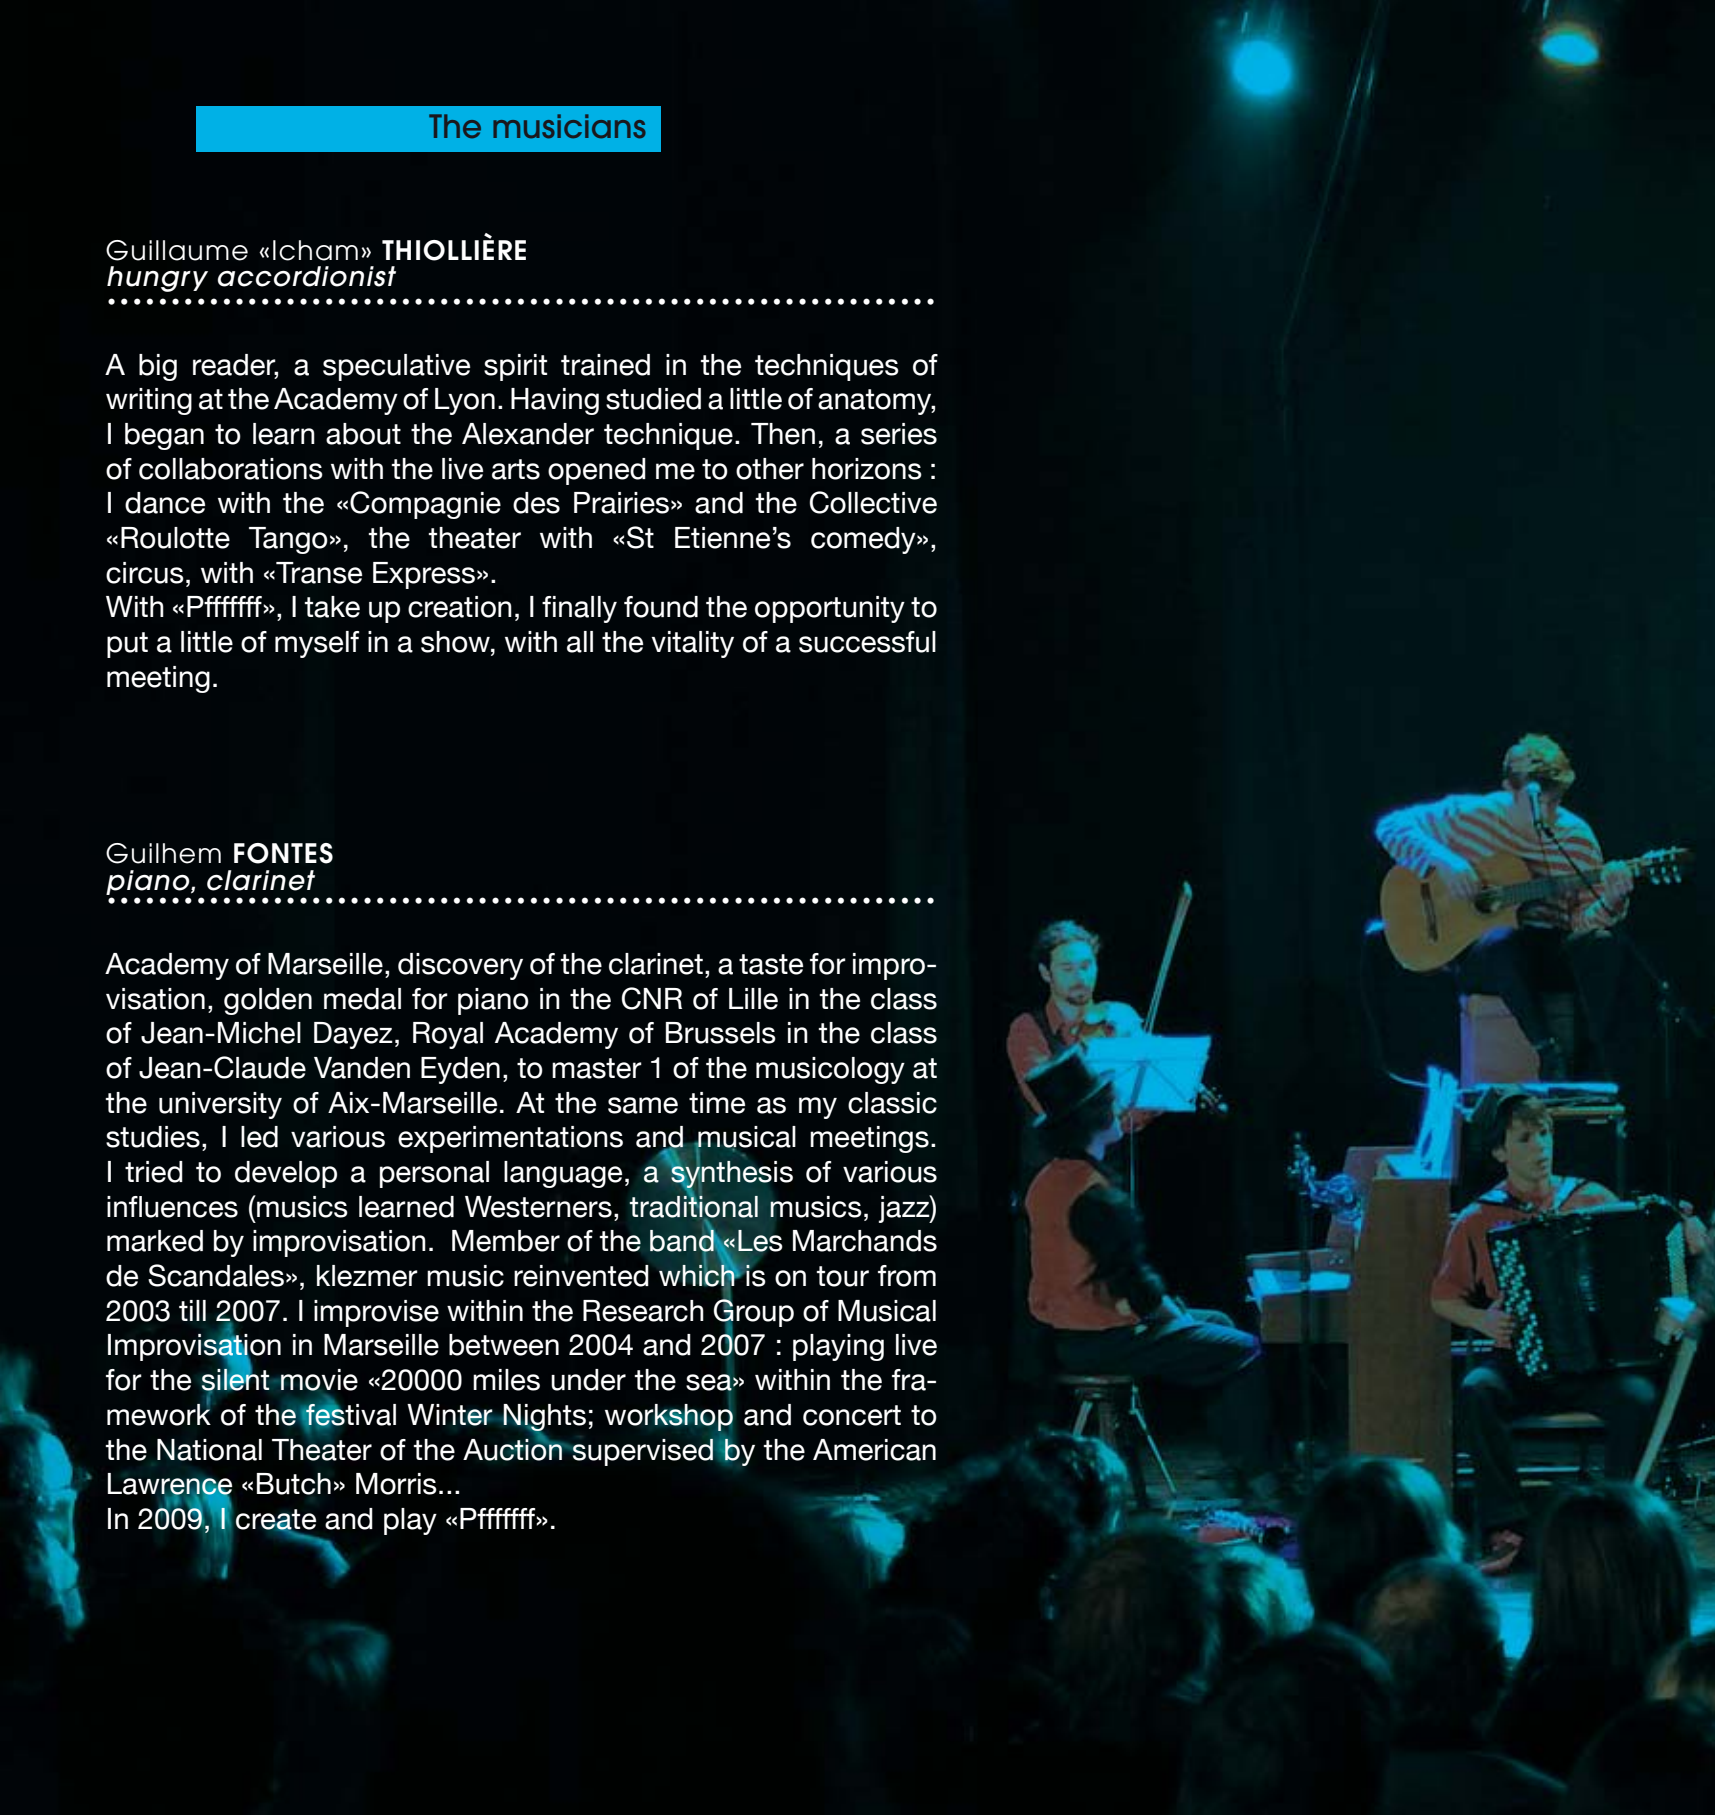 The musicians
Guillaume «Icham» THIOLLIÈRE
hungry accordionist
A big reader, a speculative spirit trained in the techniques of
writing at the Academy of Lyon. Having studied a little of anatomy,
I began to learn about the Alexander technique. Then, a series
of collaborations with the live arts opened me to other horizons :
I dance with the «Compagnie des Prairies» and the Collective
«Roulotte Tango», the theater with «St Etienne’s comedy»,
circus, with «Transe Express».
With «Pfffffff», I take up creation, I finally found the opportunity to
put a little of myself in a show, with all the vitality of a successful
meeting.
Guilhem FONTES
piano, clarinet
Academy of Marseille, discovery of the clarinet, a taste for impro-
visation, golden medal for piano in the CNR of Lille in the class
of Jean-Michel Dayez, Royal Academy of Brussels in the class
of Jean-Claude Vanden Eyden, to master 1 of the musicology at
the university of Aix-Marseille. At the same time as my classic
studies, I led various experimentations and musical meetings.
I tried to develop a personal language, a synthesis of various
influences (musics learned Westerners, traditional musics, jazz)
marked by improvisation.  Member of the band «Les Marchands
de Scandales», klezmer music reinvented which is on tour from
2003 till 2007. I improvise within the Research Group of Musical
Improvisation in Marseille between 2004 and 2007 : playing live
for the silent movie «20000 miles under the sea» within the fra-
mework of the festival Winter Nights; workshop and concert to
the National Theater of the Auction supervised by the American
Lawrence «Butch» Morris...
In 2009, I create and play «Pfffffff».